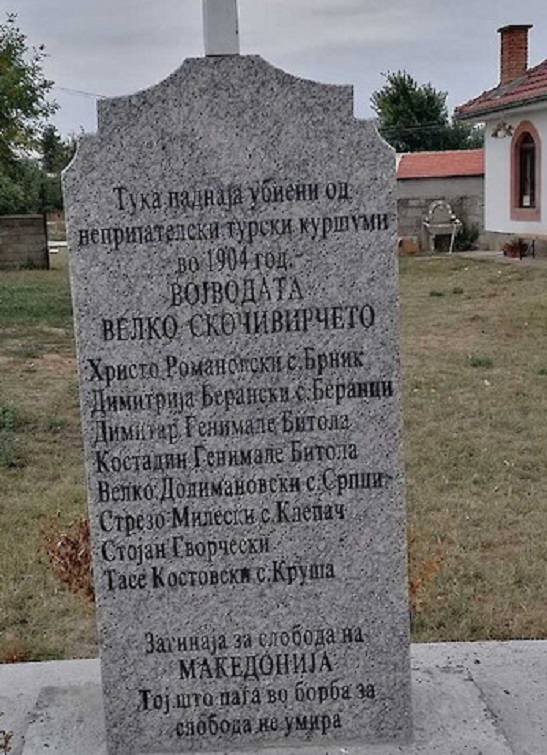 Тука паднаја убиени од
непријателски турски куршуми
во 1904 год.
ВОЈВОДАТА
ВЕЛКО СКОЧИВИРЧЕТО
Христо Романовски с. Брник
Димитрија Берански с. Беранци
Димитар Генимале Битола
Костадин Генимале Битола
Велко Долимановски с. Српци
Стрезо Милески с. Клепач
Стојан Гворчески
Тасе Костовски с. Круша
Загинаја за слобода на
МАКЕДОНИЈА
Тој што паѓа во борба за
слобода не умира